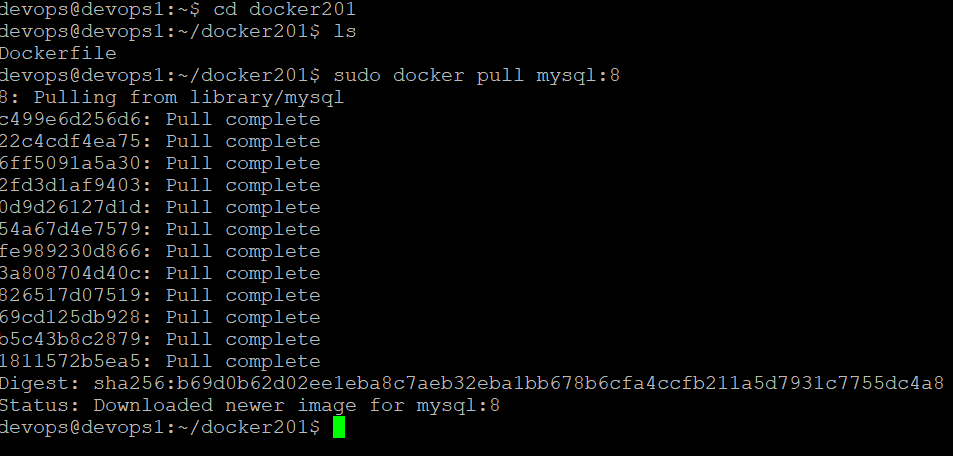 devops@devops1:~$ cd docker201
devops@devops1:~/docker201$ ls
Dockerfile
devops@devops1:~/docker201$ sudo docker pull mysql:8
8: Pulling from library/mysql
c499e6d256d6: Pull complete
22c4cdf4ea75: Pull complete
6ff5091a5a30: Pull complete
2fd3d1af9403: Pull complete
0d9d26127d1d: Pull complete
54a67d4e7579: Pull complete
fe989230d866: Pull complete
3a808704d40c: Pull complete
826517d07519: Pull complete
69cd125db928: Pull complete
b5c43b8c2879: Pull complete
1811572b5ea5: Pull complete
Digest: sha256:b69d0b62d02ee1eba8c7aeb32eba1bb678b6cfa4ccfb211a5d7931c7755dc4a8
Status: Downloaded newer image for mysql:8
devops@devops1:~/docker201$